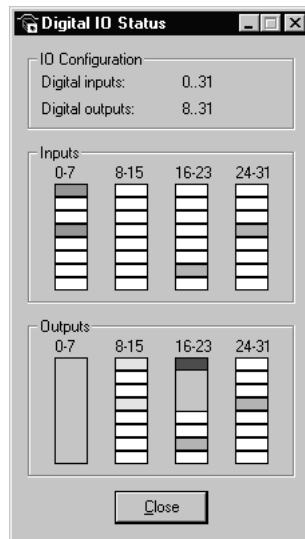 Digital IO Status
IO Configuration
Digital inputs: 0..31
Digital outputs: 8..31
Inputs
0-7 8-15 16-23 24-31
Outputs
0-7 8-15 16-23 24-31
Close